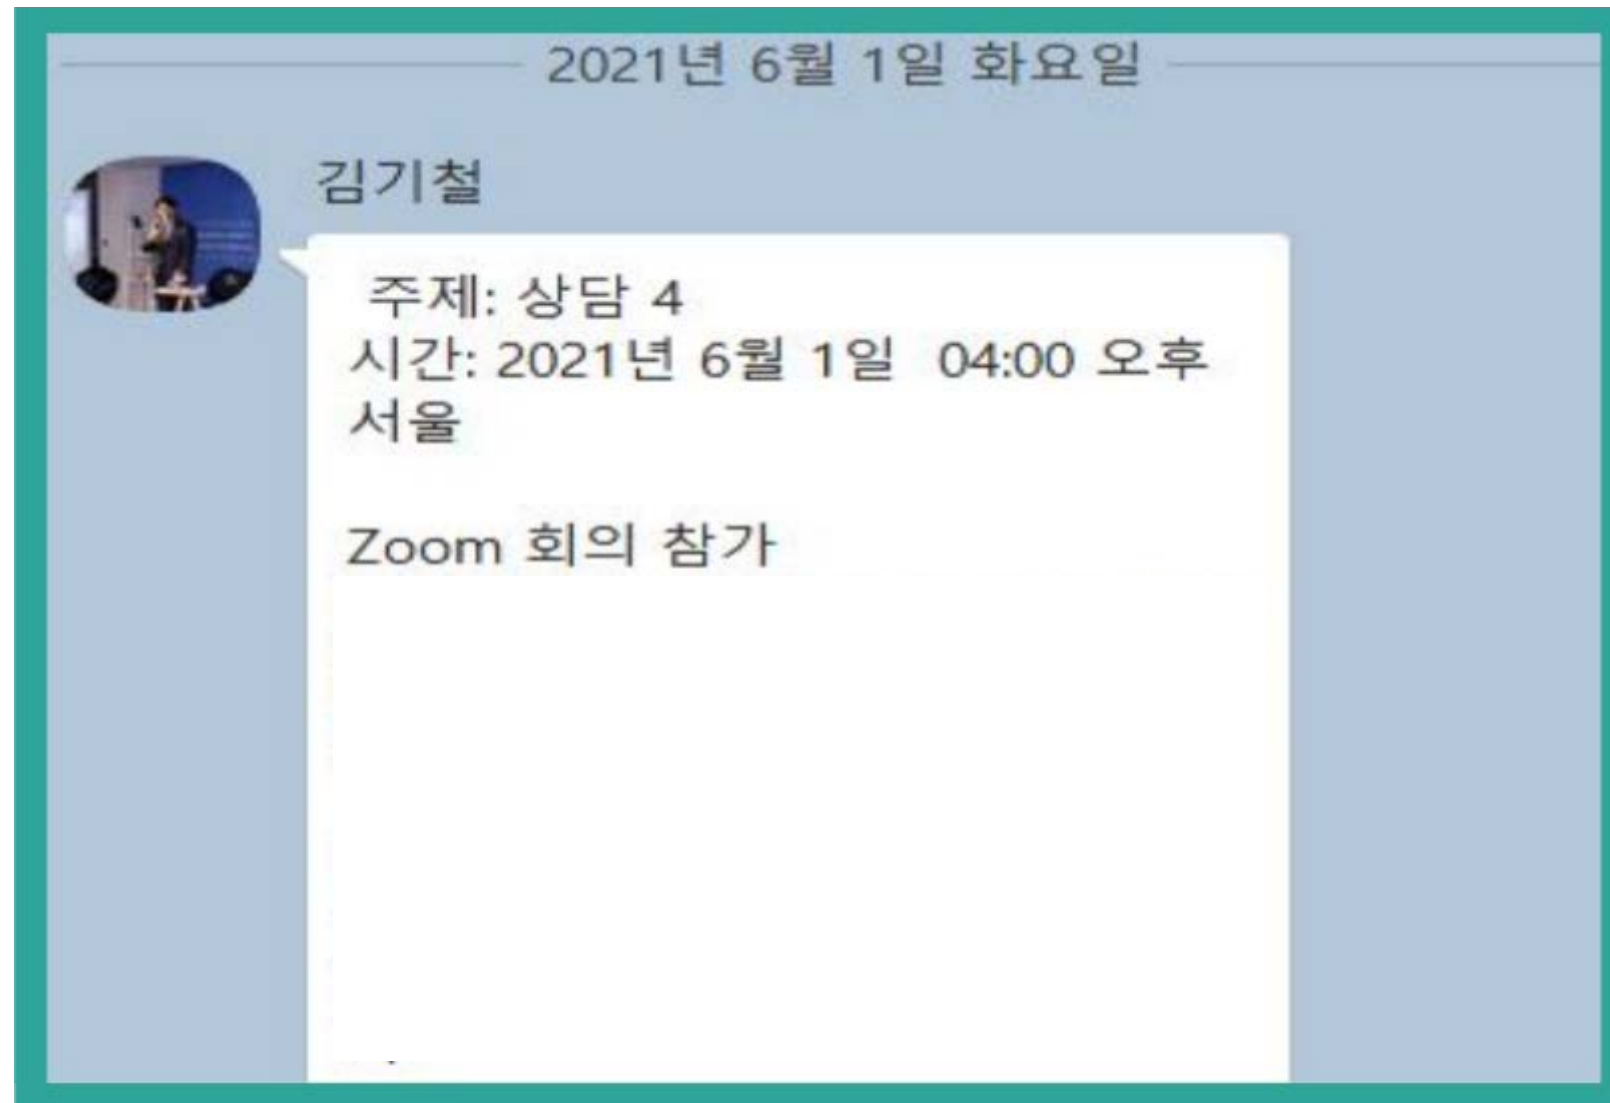 2021년 6월 1일 화요일
김기철
주제: 상담 4
시간: 2021년 6월 1일  04:00 오후
서울
Zoom 회의 참가